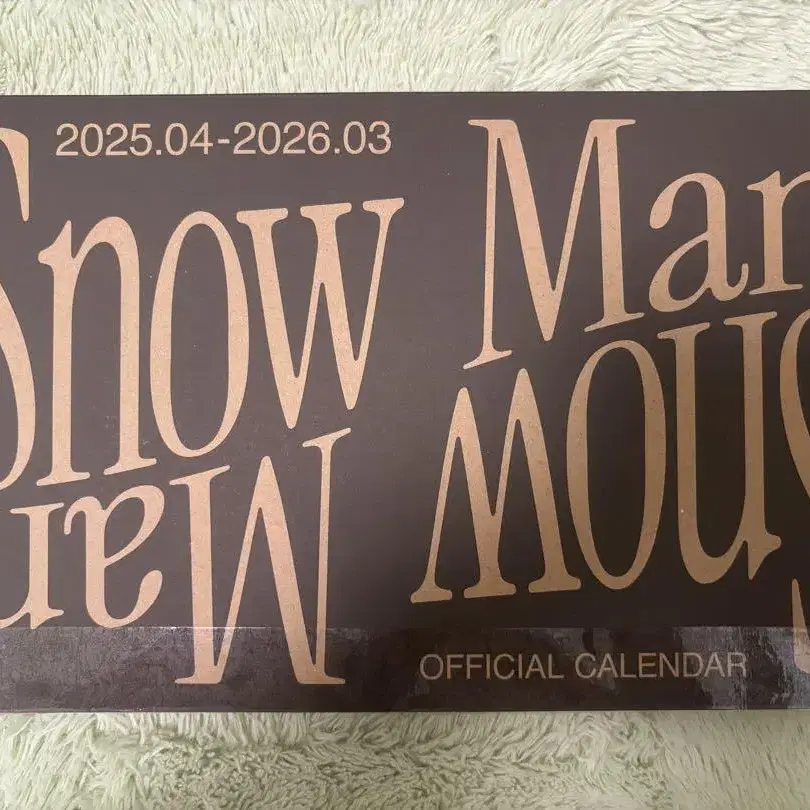 2025.04-2026.03
Snow
Man
Man
Snow
OFFICIAL CALENDAR